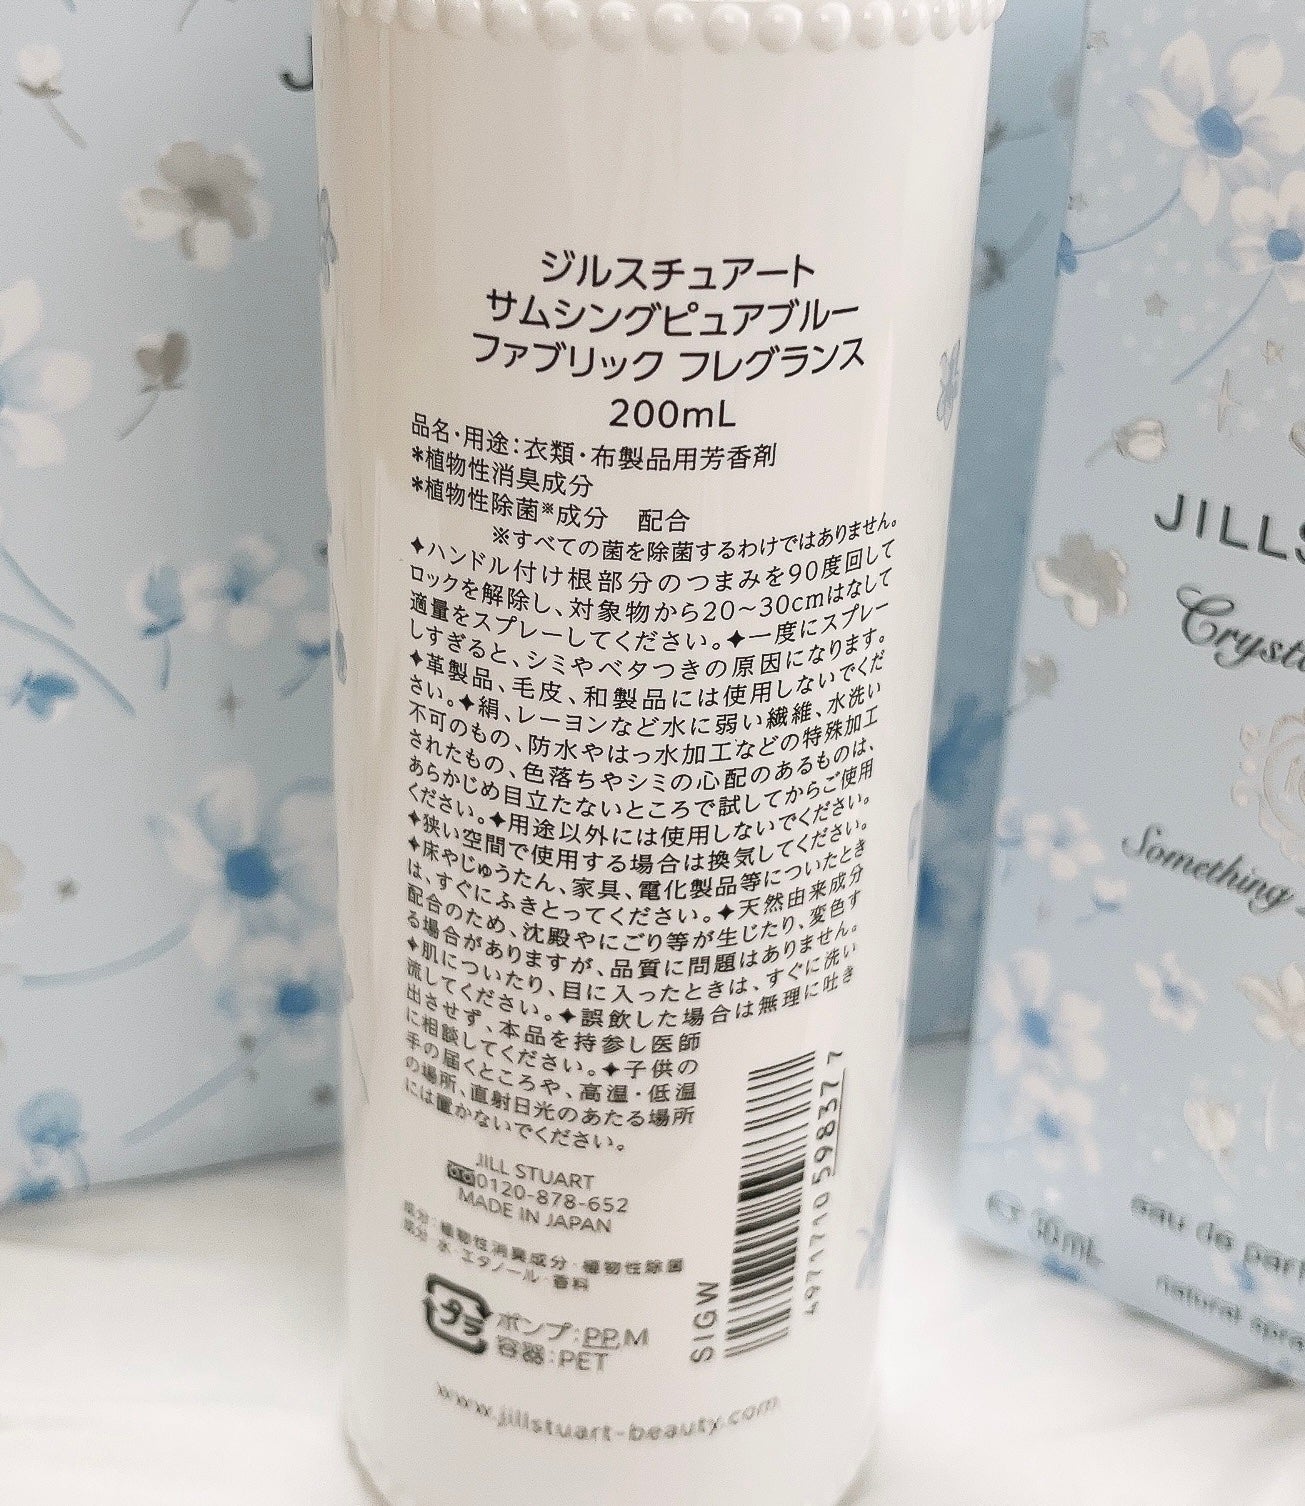 ジルスチュアート
サムシングピュアブルー
ファブリック フレグランス
200mL
品名・用途：衣類・布製品用芳香剤
*植物性消臭成分
*植物性除菌※成分 配合
※すべての菌を除菌するわけではありません。
✦ハンドル付け根部分のつまみを90度回して
ロックを解除し、対象物から20〜30cmはなして
適量をスプレーしてください。✦一度にスプレー
しすぎると、シミやベタつきの原因になります。
✦革製品、毛皮、和製品には使用しないでくだ
さい。✦絹、レーヨンなど水に弱い繊維、水洗い
不可のもの、防水やはっ水加工などの特殊加工
されたもの、色落ちやシミの心配のあるものは、
あらかじめ目立たないところで試してからご使用
ください。✦用途以外には使用しないでください。
✦狭い空間で使用する場合は換気してください。
✦床やじゅうたん、家具、電化製品等についたとき
は、すぐにふきとってください。✦天然由来成分
配合のため、沈殿やにごり等が生じたり、変色す
る場合がありますが、品質に問題はありません。
✦肌についたり、目に入ったときは、すぐに洗い
流してください。✦誤飲した場合は無理に吐き
出させず、本品を持参し医師
に相談してください。✦子供の
手の届くところや、高温・低温
の場所、直射日光のあたる場所
には置かないでください。
JILL STUART
0120-878-652
MADE IN JAPAN
成分：植物性消臭成分・植物性除菌
成分・水・エタノール・香料
プラ
ポンプ：PP,M
容器：PET
www.jillstuart-beauty.com
SIGW
4971710598377
JILLS
Crysta
Something
eau de parf
natural spra